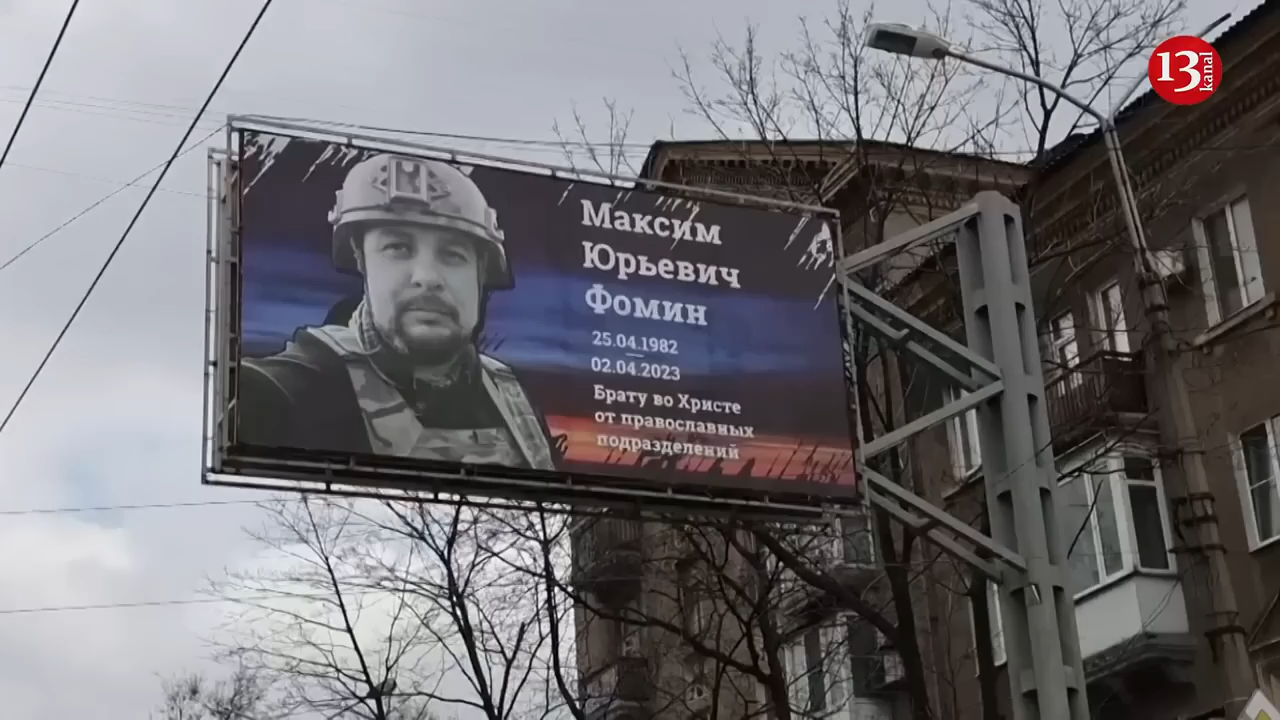 13
kanal
Максим
Юрьевич
Фомин
25.04.1982
—
02.04.2023
Брату во Христе
от православных
подразделений